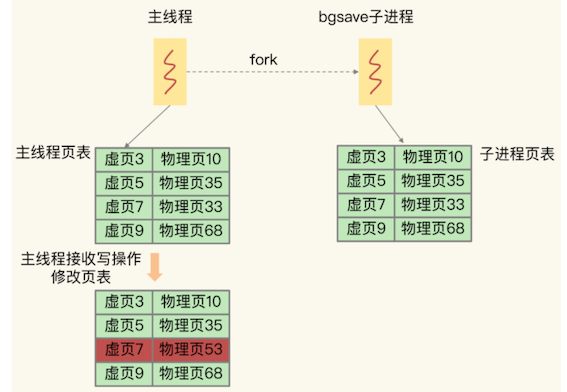 主线程
bgsave子进程
fork
主线程页表
虚页3 物理页10
虚页5 物理页35
虚页7 物理页33
虚页9 物理页68
子进程页表
虚页3 物理页10
虚页5 物理页35
虚页7 物理页33
虚页9 物理页68
主线程接收写操作
修改页表
虚页3 物理页10
虚页5 物理页35
虚页7 物理页53
虚页9 物理页68